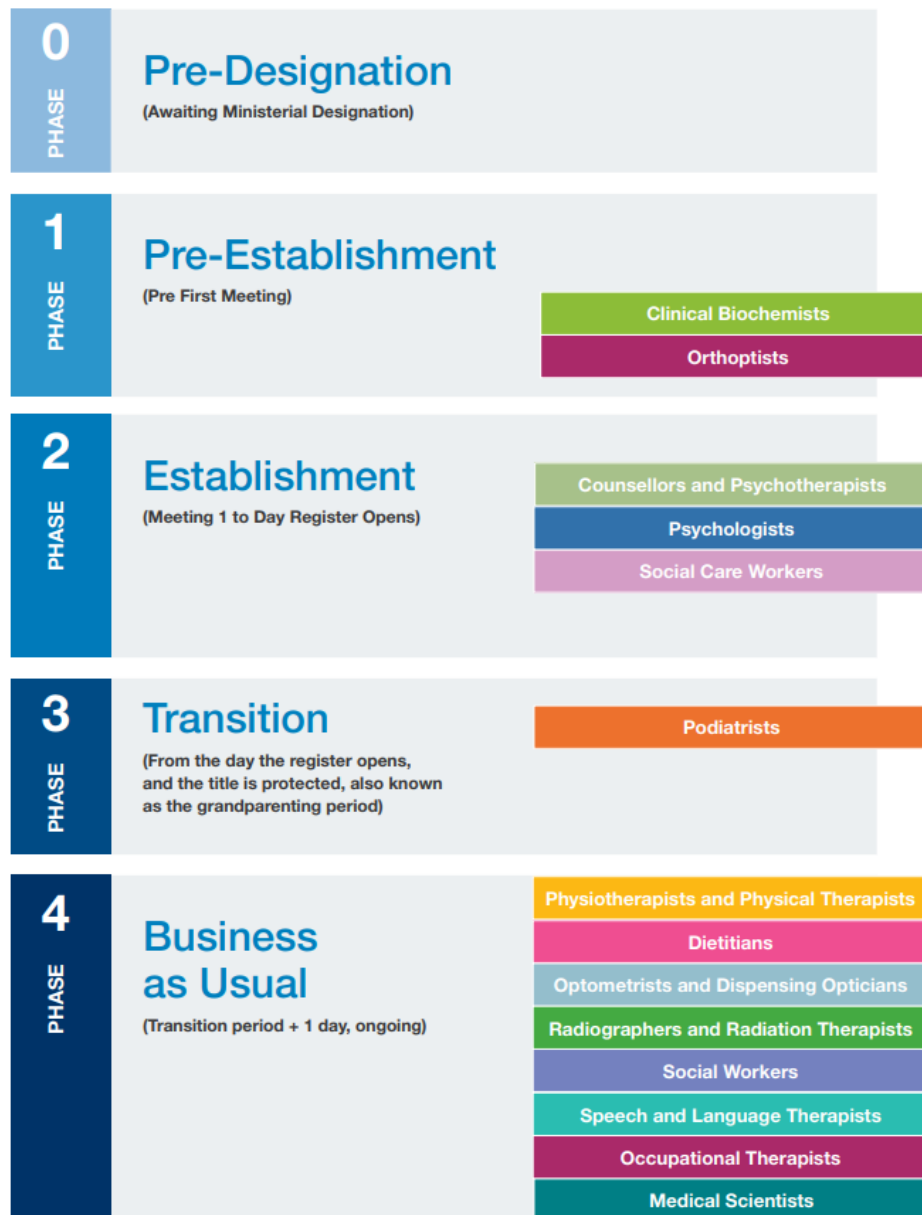 0
PHASE
Pre-Designation
(Awaiting Ministerial Designation)
1
PHASE
Pre-Establishment
(Pre First Meeting)
Clinical Biochemists
Orthoptists
2
PHASE
Establishment
(Meeting 1 to Day Register Opens)
Counsellors and Psychotherapists
Psychologists
Social Care Workers
3
PHASE
Transition
(From the day the register opens,
and the title is protected, also known
as the grandparenting period)
Podiatrists
4
PHASE
Business
as Usual
(Transition period + 1 day, ongoing)
Physiotherapists and Physical Therapists
Dietitians
Optometrists and Dispensing Opticians
Radiographers and Radiation Therapists
Social Workers
Speech and Language Therapists
Occupational Therapists
Medical Scientists